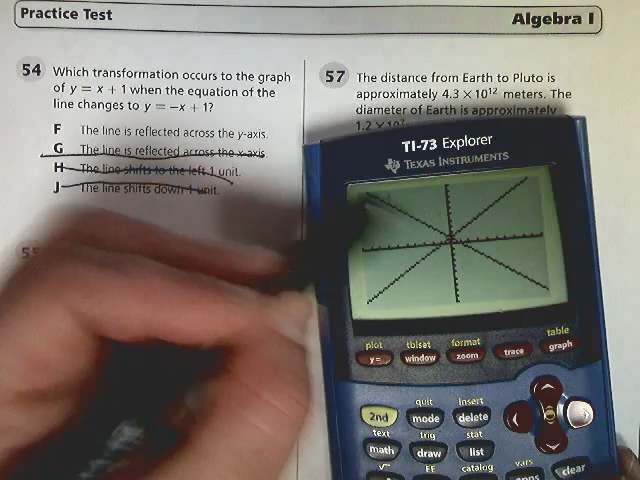 Practice Test
Algebra I
54 Which transformation occurs to the graph
of y = x + 1 when the equation of the
line changes to y = −x + 1?
F The line is reflected across the y-axis.
G The line is reflected across the x-axis.
H The line shifts to the left 1 unit.
J The line shifts down 1 unit.
55
57 The distance from Earth to Pluto is
approximately 4.3 × 10¹² meters. The
diameter of Earth is approximately
1.2 × 10⁷
TI-73 Explorer
TEXAS INSTRUMENTS
plot tblset format table
y= window zoom trace graph
quit insert
2nd mode delete
text trig stat
math draw list
catalog vars
apps clear